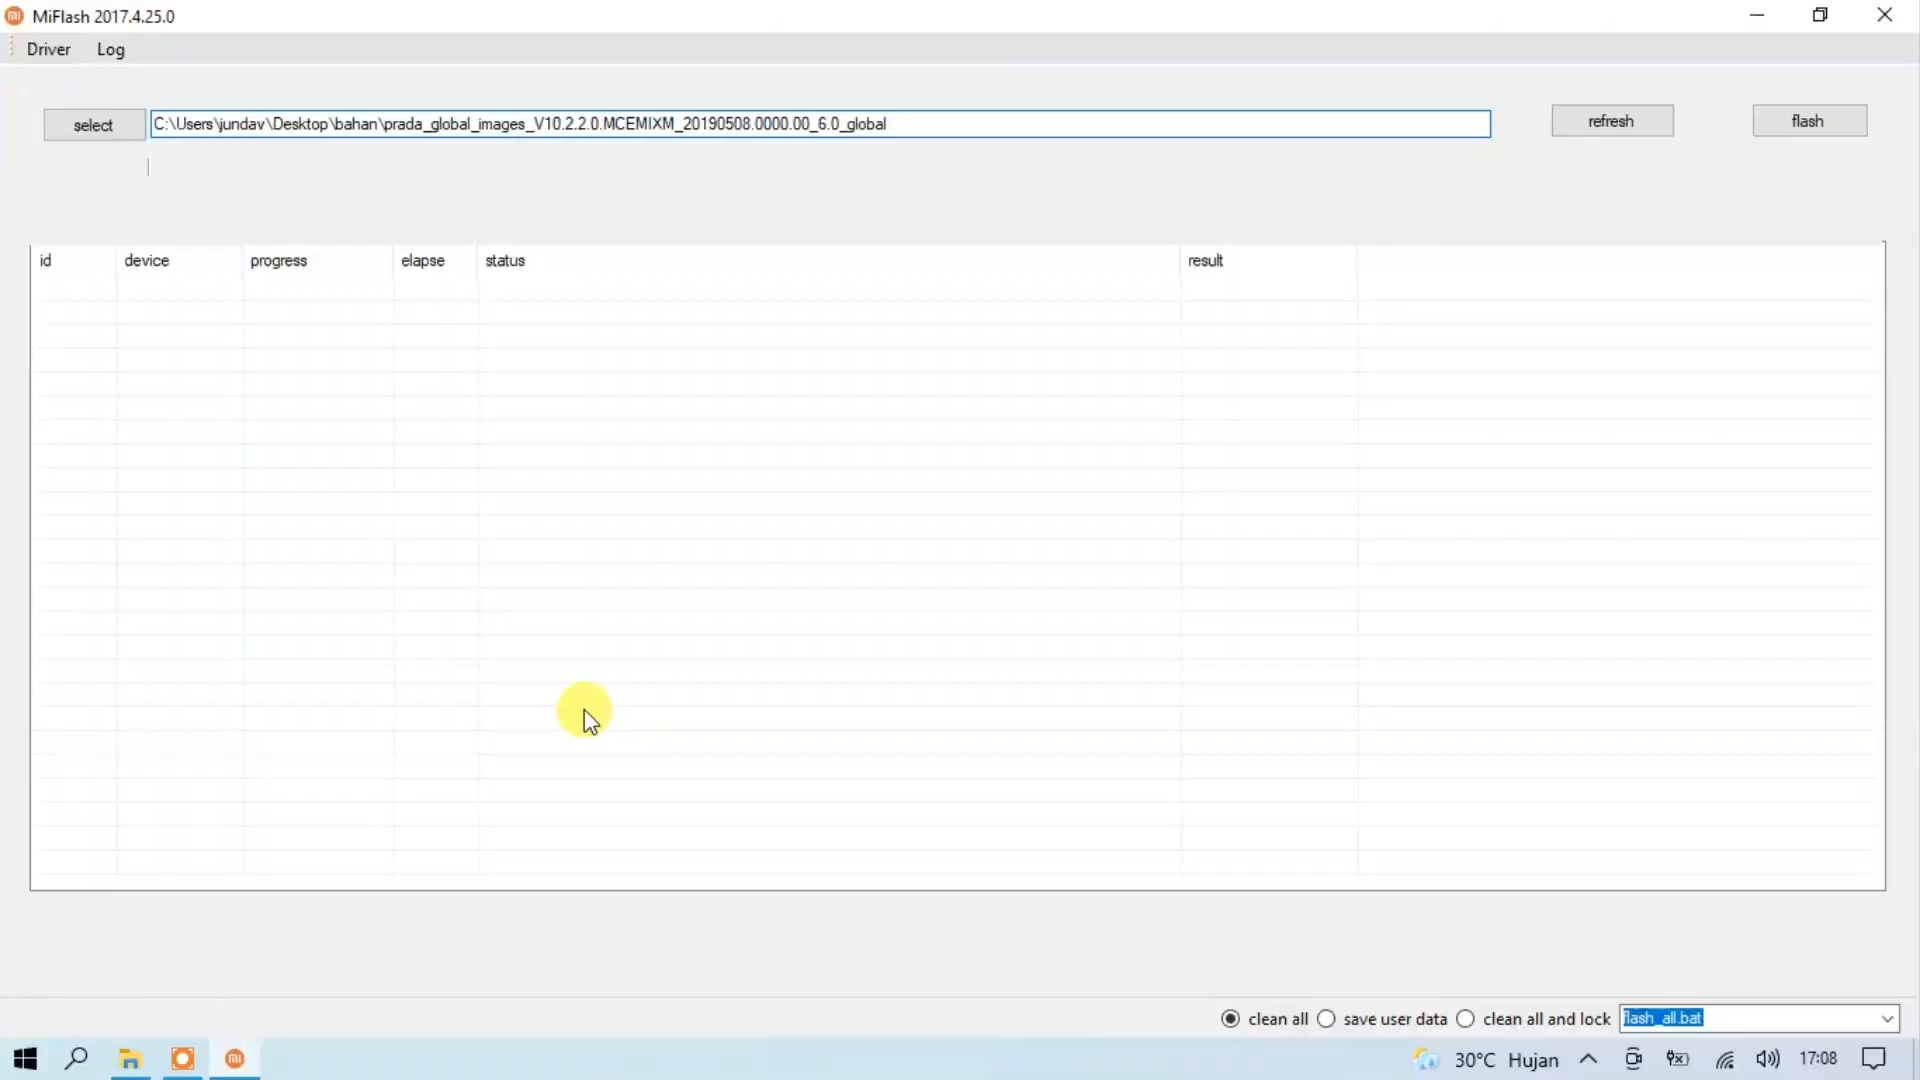 MiFlash 2017.4.25.0
Driver Log
select C:\Users\jundav\Desktop\bahan\prada_global_images_V10.2.2.0.MCEMIXM_20190508.0000.00_6.0_global refresh flash
id device progress elapse status result
clean all save user data clean all and lock flash_all.bat
30°C Hujan 17:08